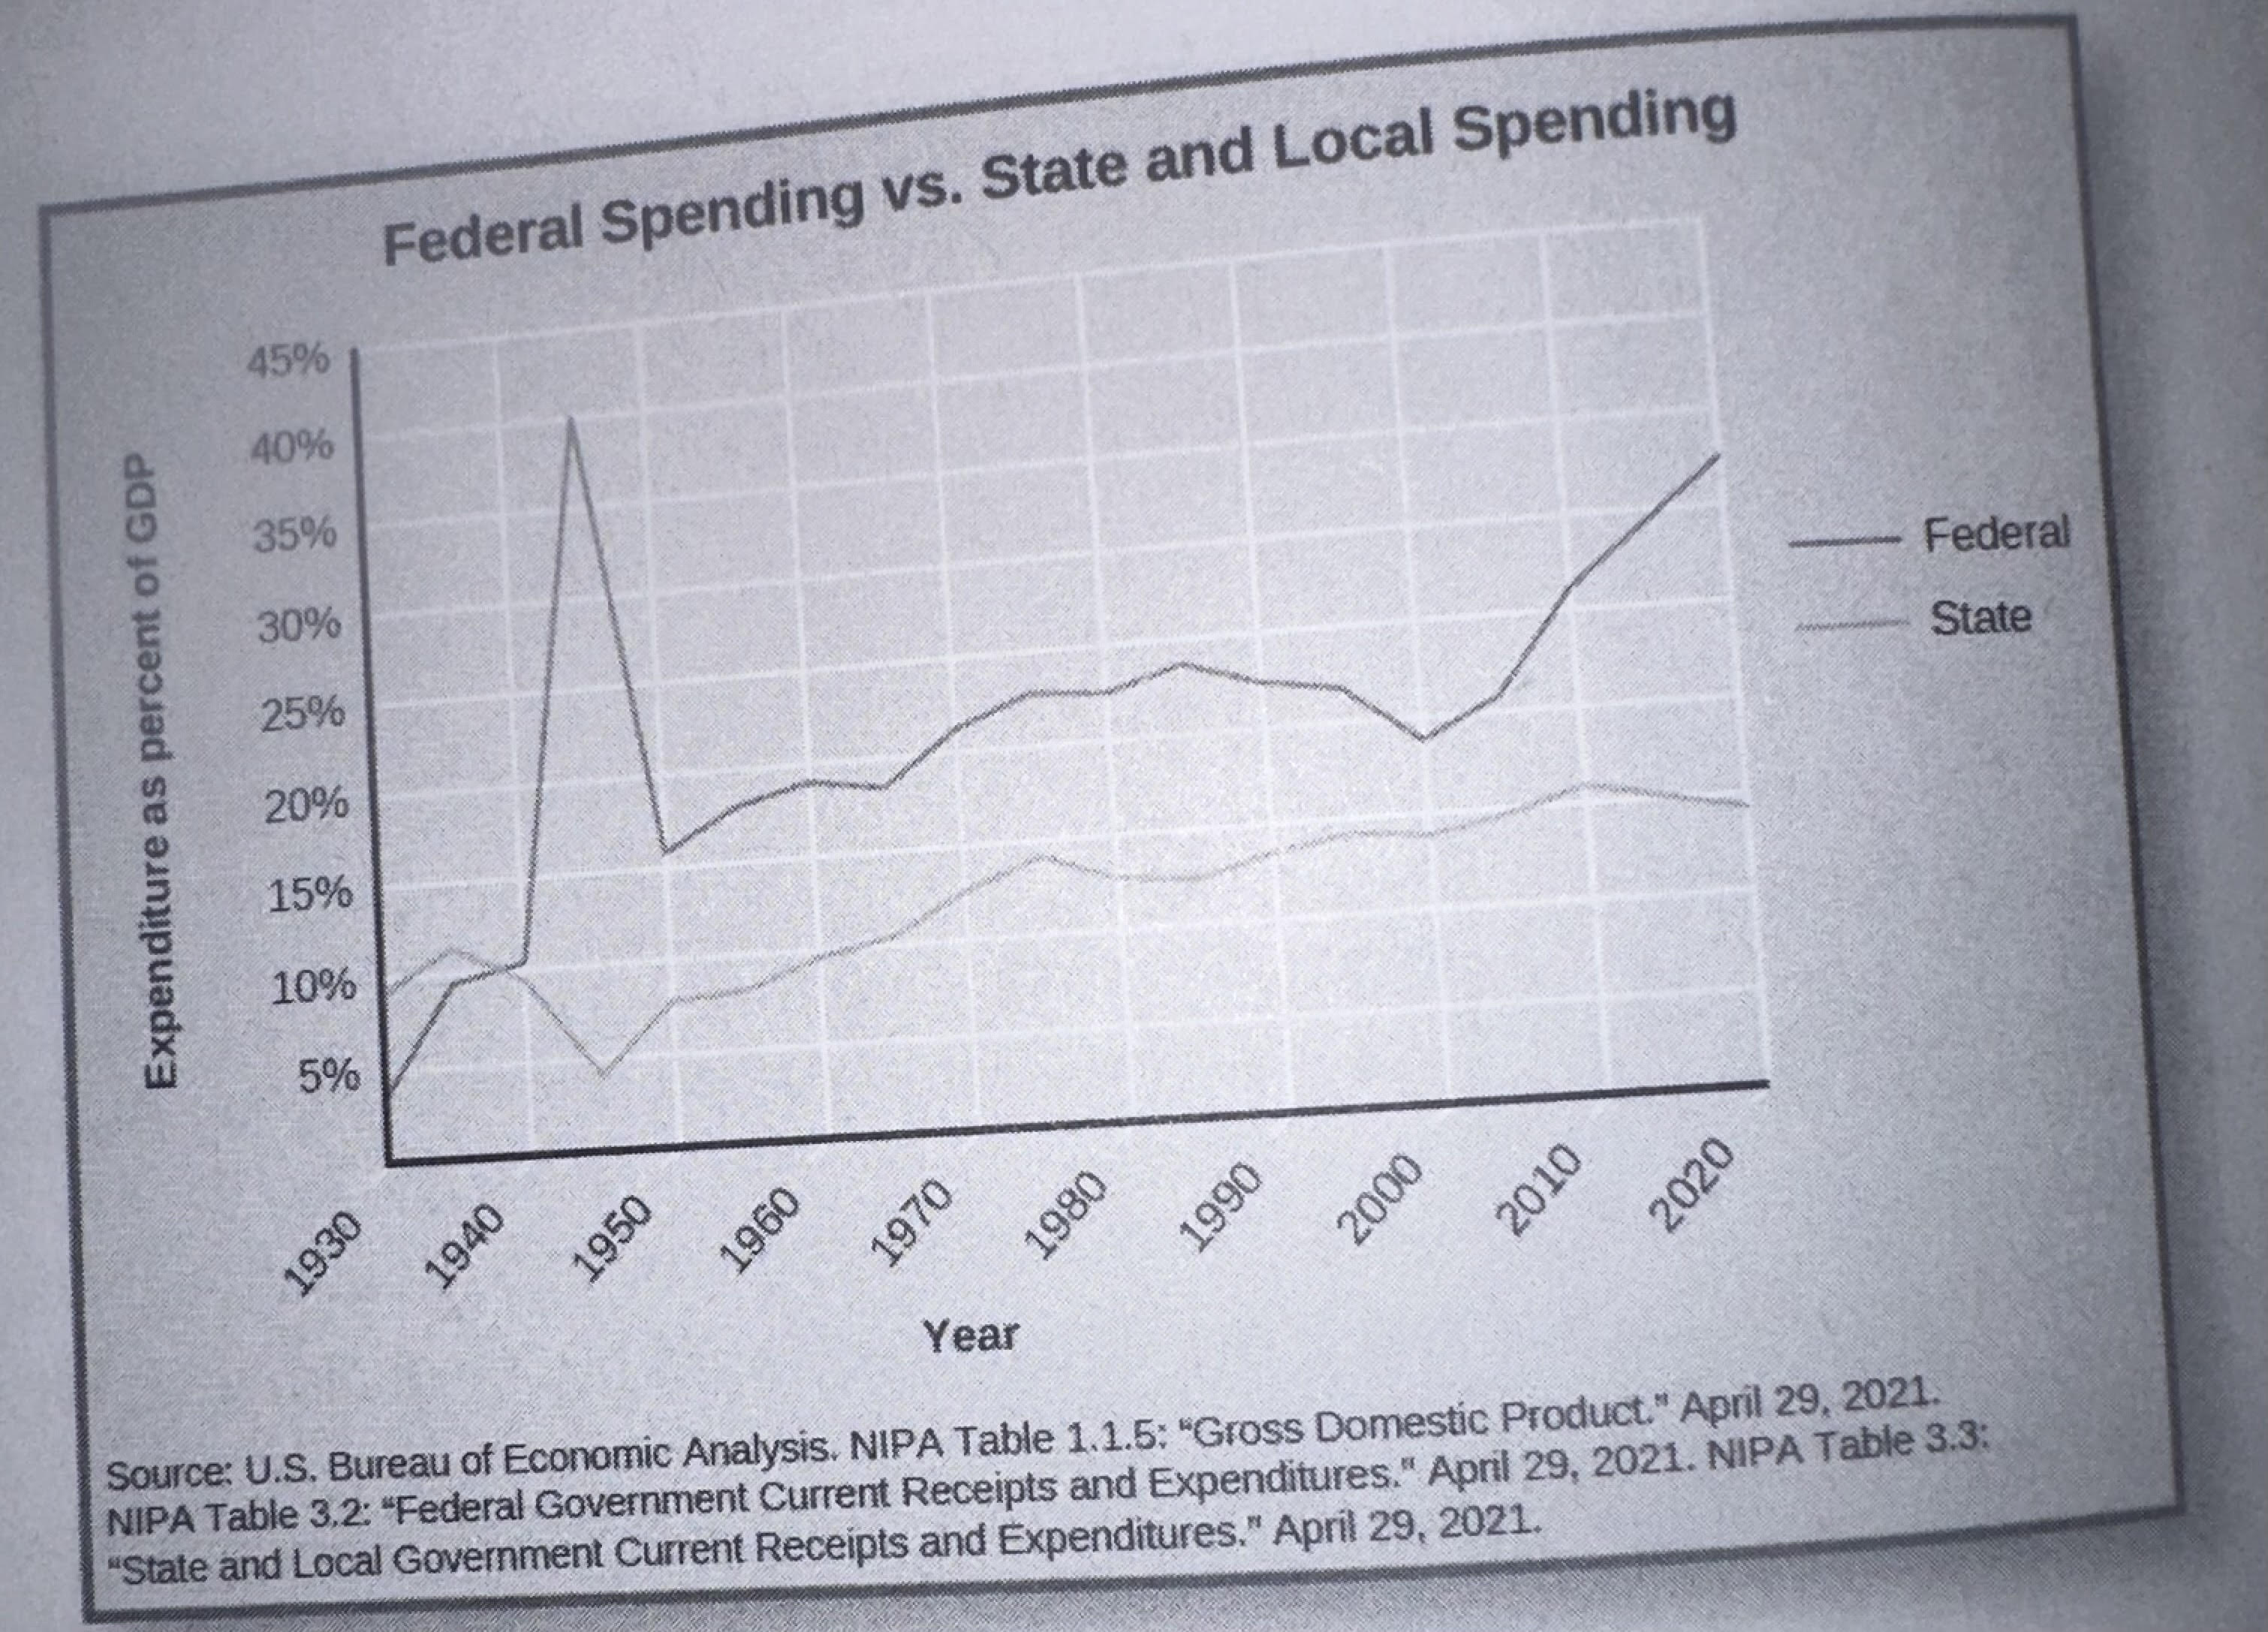 Federal Spending vs. State and Local Spending
45%
40%
35%
30%
25%
20%
15%
10%
5%
Expenditure as percent of GDP
Federal
State
1930
1940
1950
1960
1970
1980
1990
2000
2010
2020
Year
Source: U.S. Bureau of Economic Analysis. NIPA Table 1.1.5: “Gross Domestic Product.” April 29, 2021.
NIPA Table 3.2: “Federal Government Current Receipts and Expenditures.“ April 29, 2021. NIPA Table 3.3:
“State and Local Government Current Receipts and Expenditures.” April 29, 2021.